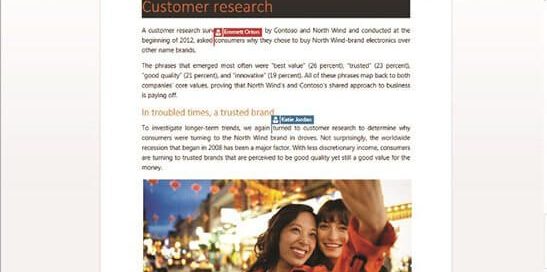 Customer research
A customer research sur Emmett Orion by Contoso and North Wind and conducted at the
beginning of 2012, asked consumers why they chose to buy North Wind-brand electronics over
other name brands.
The phrases that emerged most often were "best value" (26 percent), "trusted" (23 percent),
"good quality" (21 percent), and "innovative" (19 percent). All of these phrases map back to both
companies' core values, proving that North Wind's and Contoso's shared approach to business
is paying off.
In troubled times, a trusted brand
Katie Jordan
To investigate longer-term trends, we again turned to customer research to determine why
consumers were turning to the North Wind brand in droves. Not surprisingly, the worldwide
recession that began in 2008 has been a major factor. With less discretionary income, consumers
are turning to trusted brands that are perceived to be good quality yet still a good value for the
money.